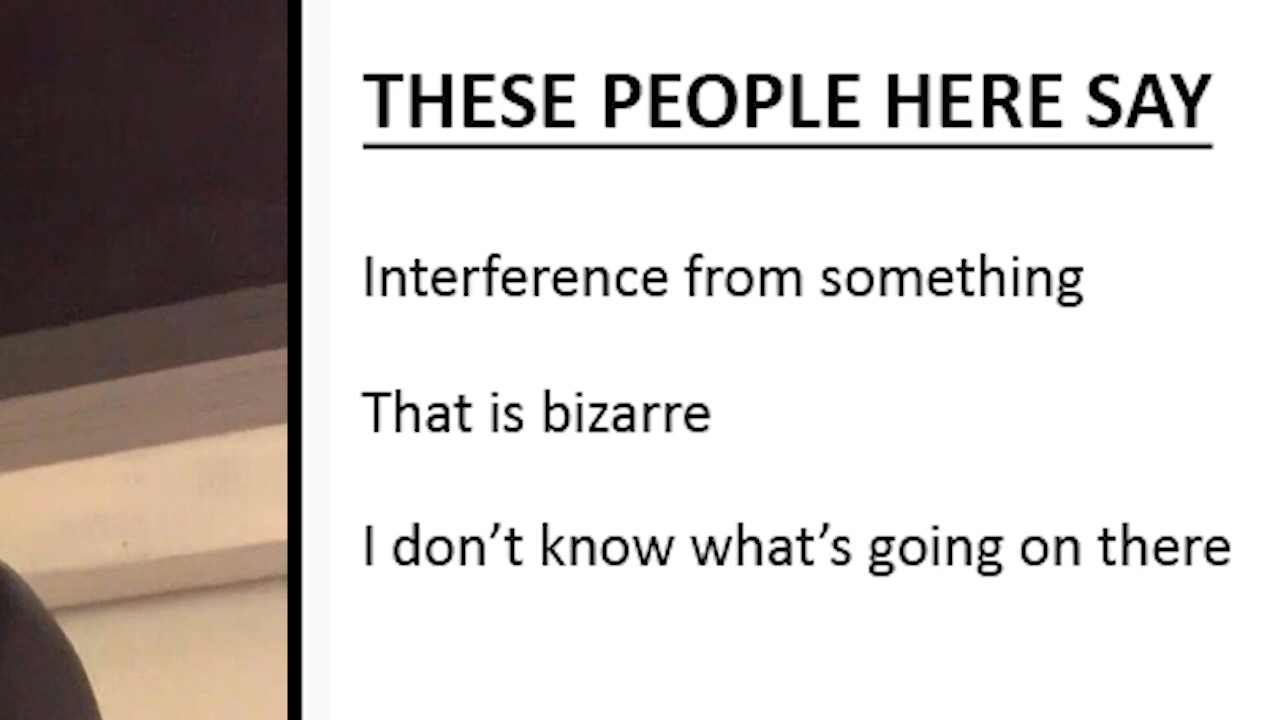 THESE PEOPLE HERE SAY
Interference from something
That is bizarre
I don’t know what’s going on there